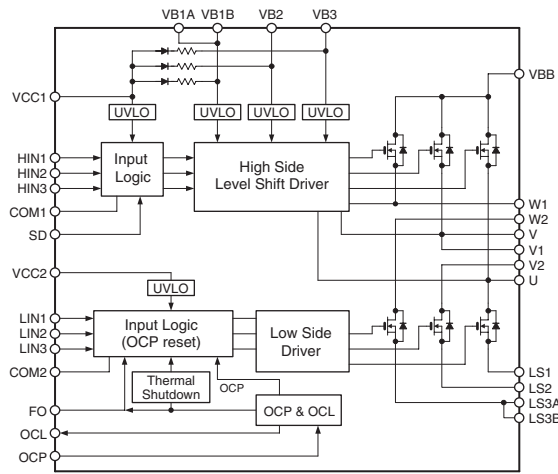 VB1A
VB1B
VB2
VB3
VCC1
VBB
UVLO
UVLO
UVLO
UVLO
HIN1
HIN2
HIN3
Input
Logic
High Side
Level Shift Driver
COM1
SD
W1
W2
V
V1
V2
U
VCC2
UVLO
LIN1
LIN2
LIN3
Input Logic
(OCP reset)
Low Side
Driver
COM2
Thermal
Shutdown
OCP
FO
OCP & OCL
OCL
OCP
LS1
LS2
LS3A
LS3B